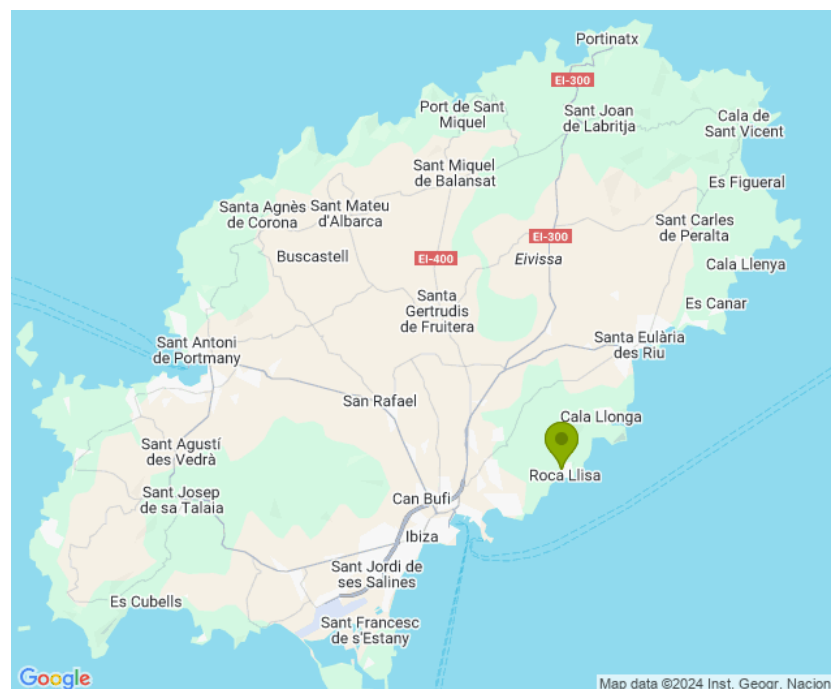 Portinatx
EI-300
Port de Sant
Miquel
Sant Joan
de Labritja
Cala de
Sant Vicent
Sant Miquel
de Balansat
Es Figueral
Santa Agnès
de Corona
Sant Mateu
d'Albarca
Sant Carles
de Peralta
EI-300
Buscastell
EI-400
Eivissa
Cala Llenya
Santa
Gertrudis
de Fruitera
Es Canar
Sant Antoni
de Portmany
Santa Eulària
des Riu
San Rafael
Cala Llonga
Sant Agustí
des Vedrà
Roca Llisa
Sant Josep
de sa Talaia
Can Bufi
Ibiza
Sant Jordi de
ses Salines
Es Cubells
Sant Francesc
de s'Estany
Google
Map data ©2024 Inst. Geogr. Nacion